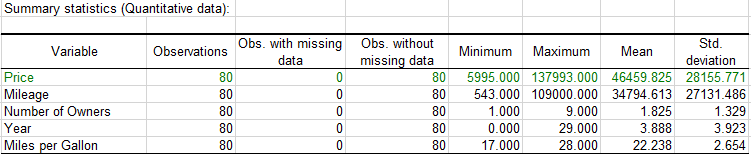 Summary statistics (Quantitative data):
Variable Observations Obs. with missing data Obs. without missing data Minimum Maximum Mean Std. deviation
Price 80 0 80 5995.000 137993.000 46459.825 28155.771
Mileage 80 0 80 543.000 109000.000 34794.613 27131.486
Number of Owners 80 0 80 1.000 9.000 1.825 1.329
Year 80 0 80 0.000 29.000 3.888 3.923
Miles per Gallon 80 0 80 17.000 28.000 22.238 2.654